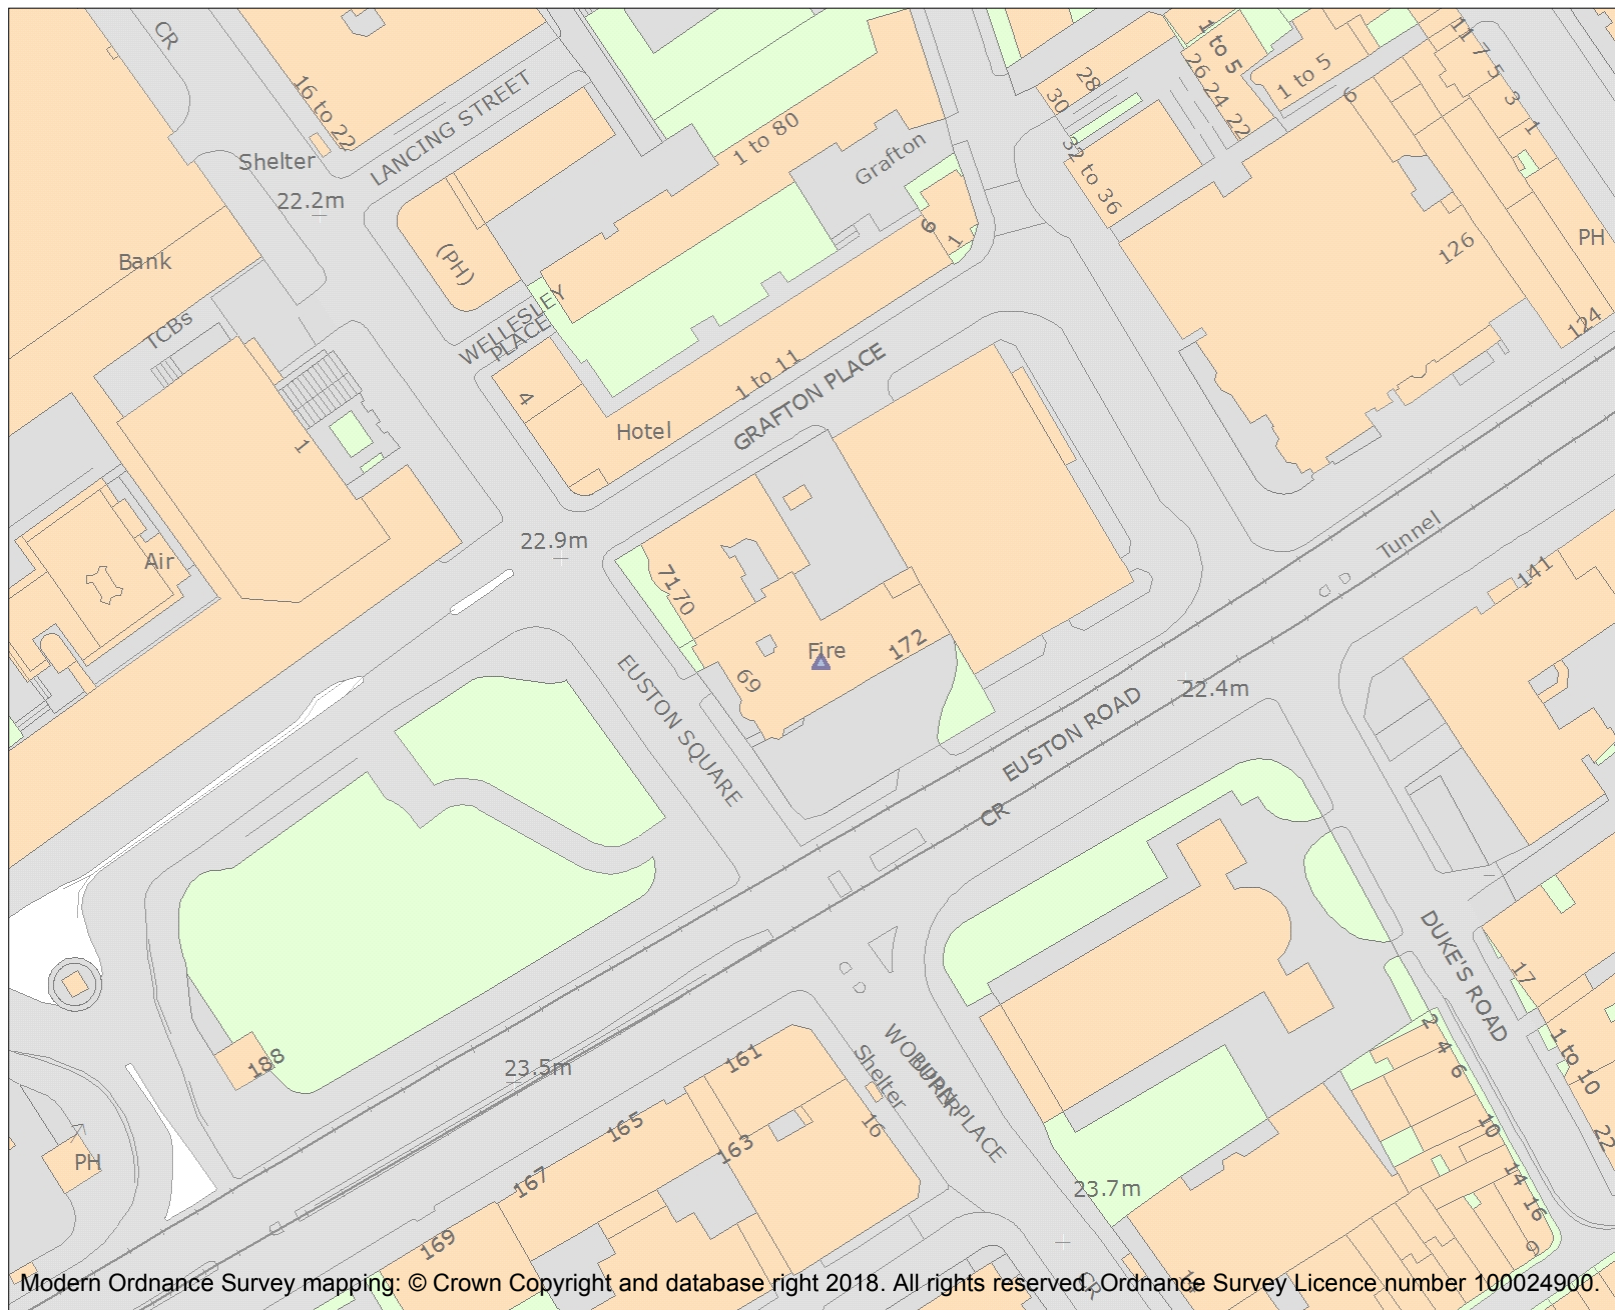 CR
16 to 22
LANCING STREET
Shelter
22.2m
1 to 80
Grafton
28
30
32 to 36
1 to 5
26 24 22
1 to 5
6
11 7 5
3
1
PH
126
124
Bank
TCBs
(PH)
WELLESLEY
PLACE
6
1
1 to 11
GRAFTON PLACE
4
Hotel
1
Air
22.9m
7170
Fire
172
69
EUSTON SQUARE
Tunnel
141
22.4m
EUSTON ROAD
CR
DUKE'S ROAD
17
1 to 10
22
2
4
6
10
14
16
9
188
23.5m
161
Shelter
WOBURN PLACE
16
165
163
167
169
PH
23.7m
CR
Modern Ordnance Survey mapping: © Crown Copyright and database right 2018. All rights reserved. Ordnance Survey Licence number 100024900.